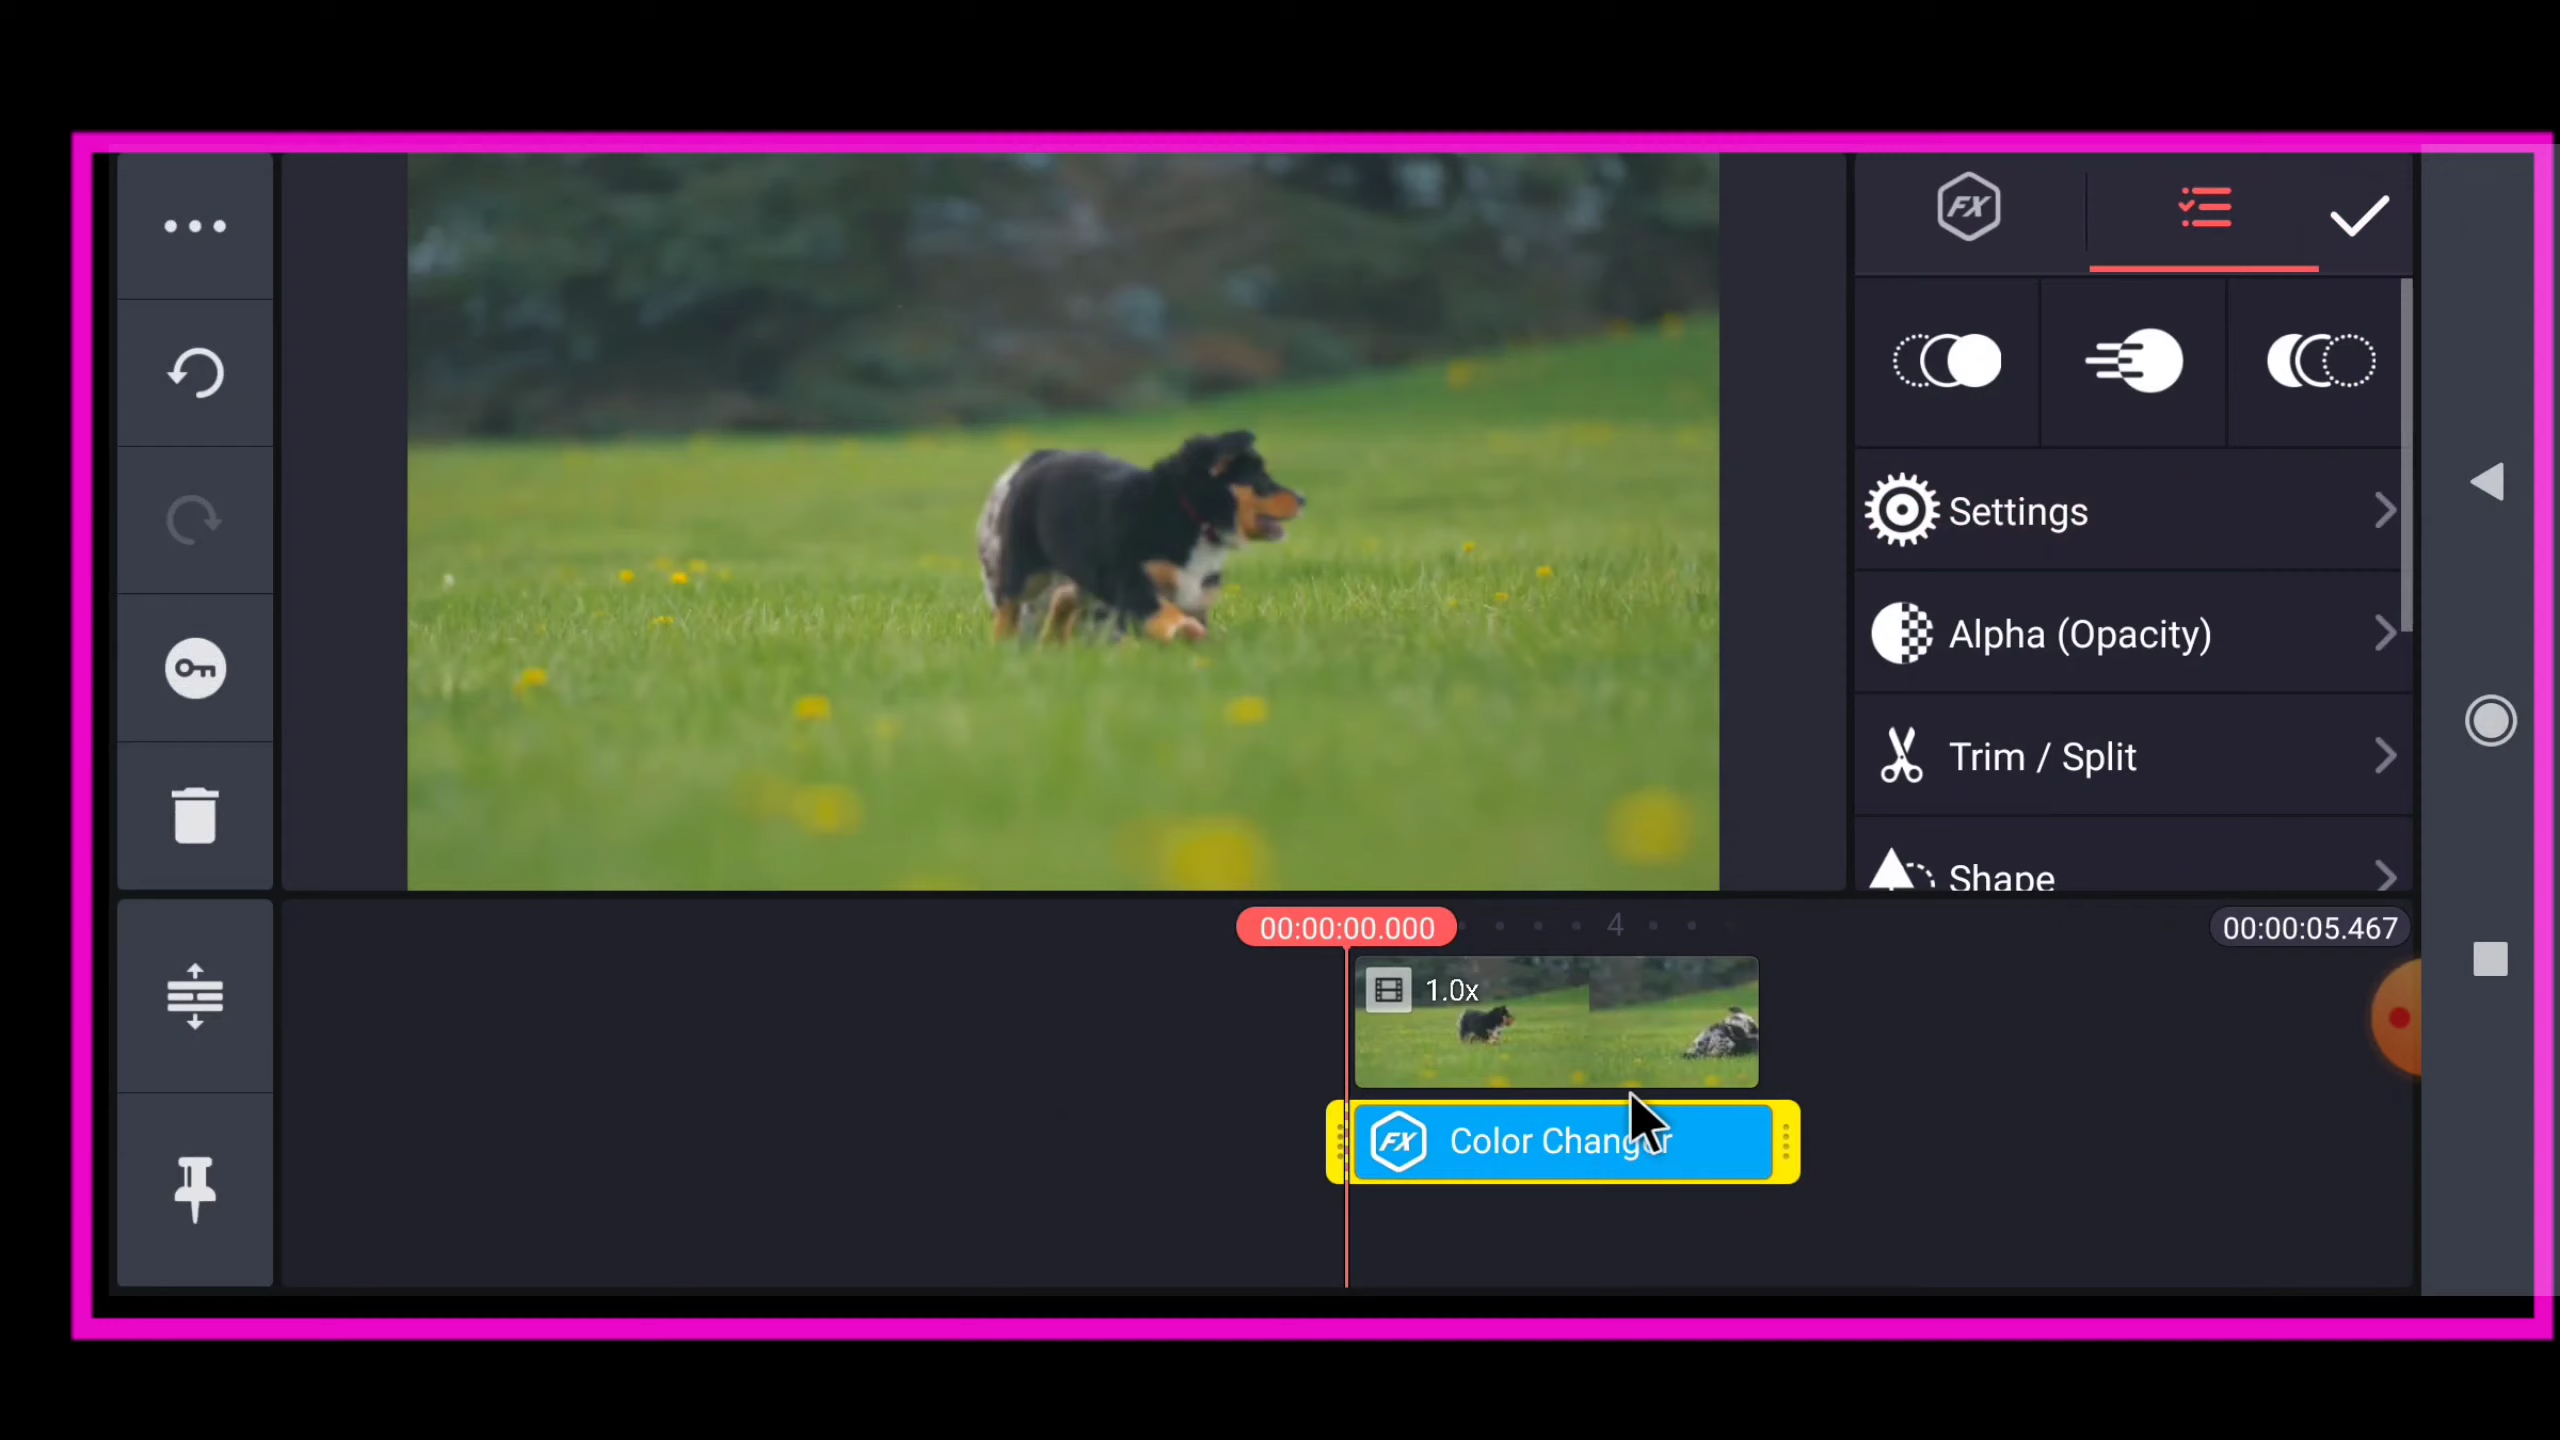 FX
Settings
Alpha (Opacity)
Trim / Split
Shape
00:00:00.000
4
00:00:05.467
1.0x
FX Color Changer